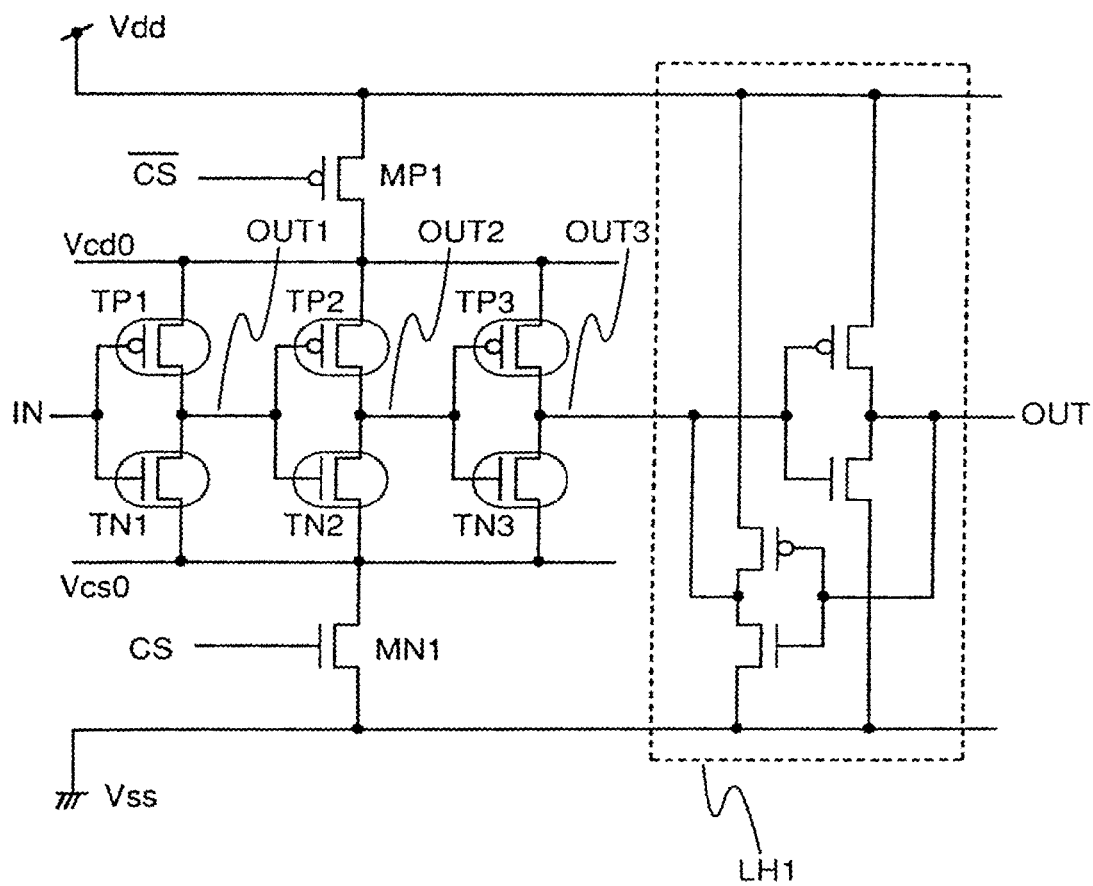 Vdd
C̅S̅
MP1
OUT1
OUT2
OUT3
Vcd0
TP1
TP2
TP3
IN
OUT
TN1
TN2
TN3
Vcs0
CS
MN1
Vss
LH1